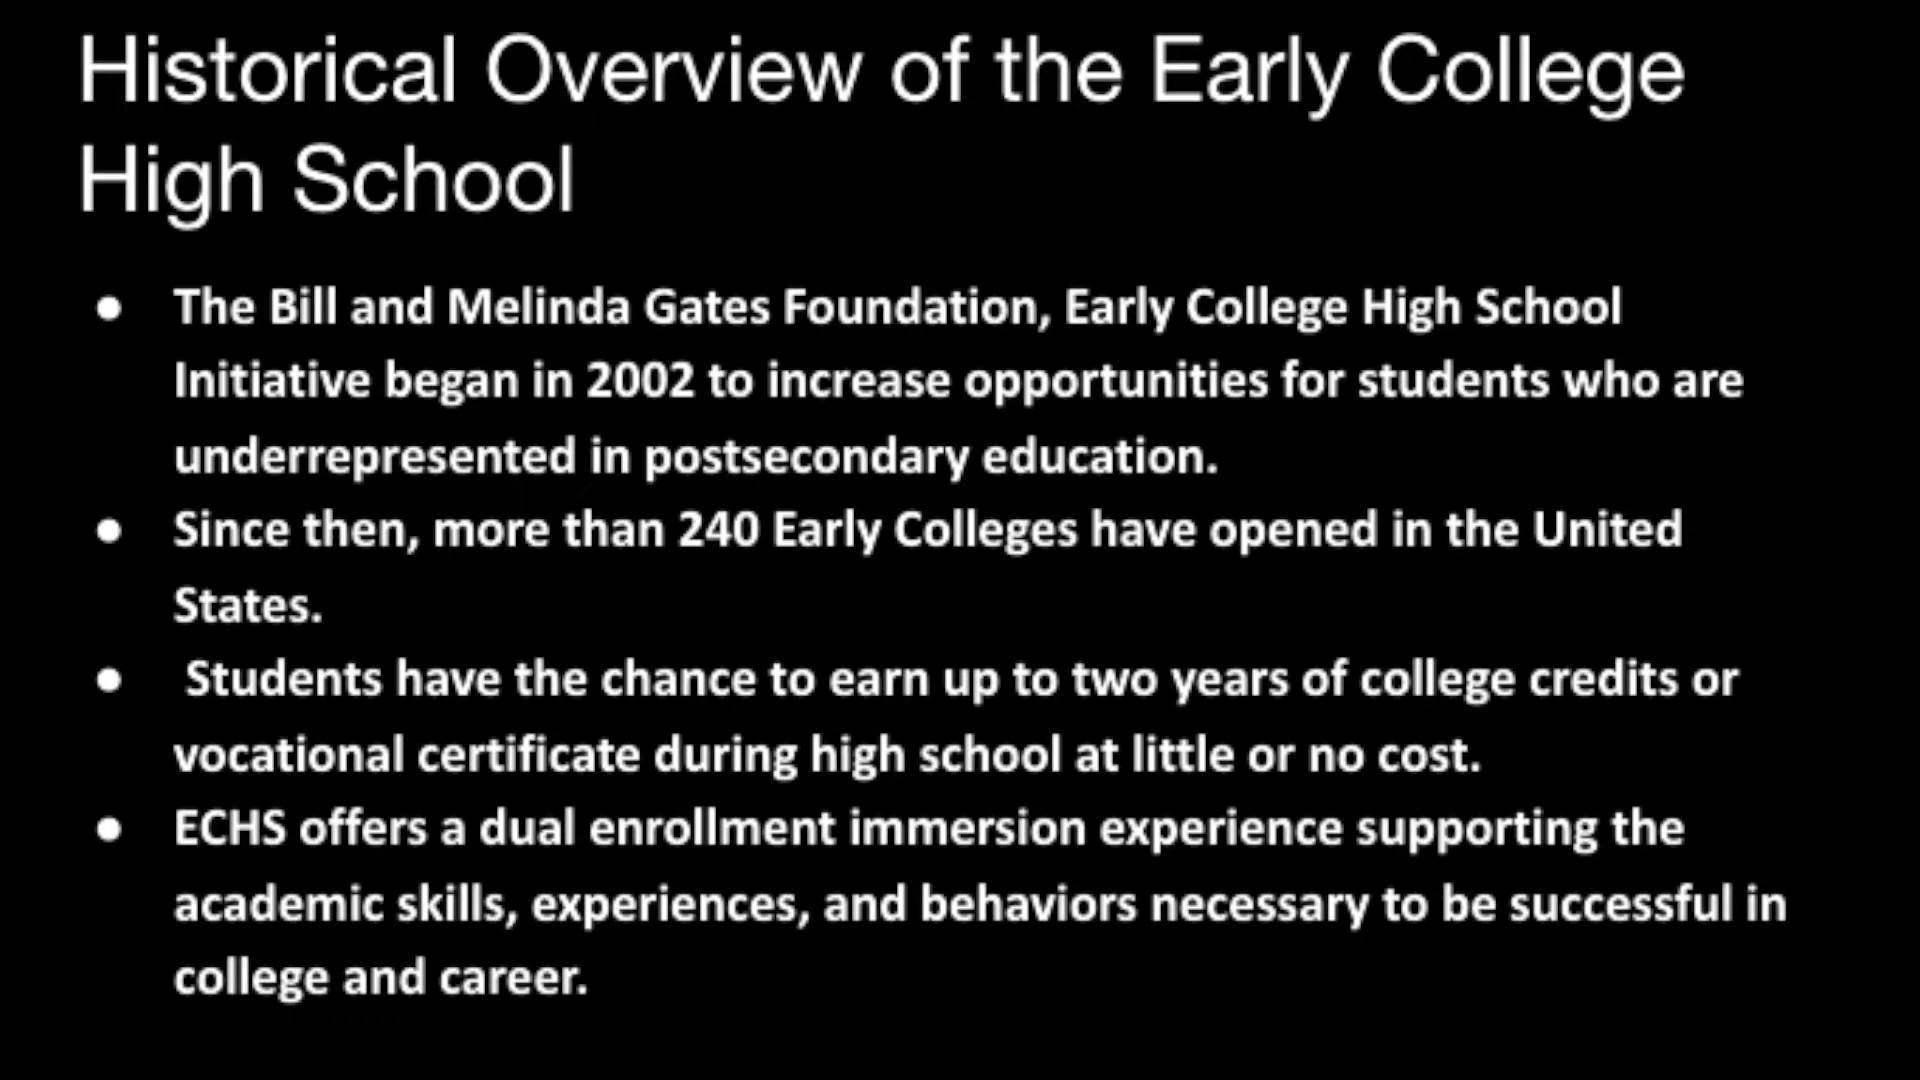 Historical Overview of the Early College
High School
● The Bill and Melinda Gates Foundation, Early College High School
Initiative began in 2002 to increase opportunities for students who are
underrepresented in postsecondary education.
● Since then, more than 240 Early Colleges have opened in the United
States.
● Students have the chance to earn up to two years of college credits or
vocational certificate during high school at little or no cost.
● ECHS offers a dual enrollment immersion experience supporting the
academic skills, experiences, and behaviors necessary to be successful in
college and career.